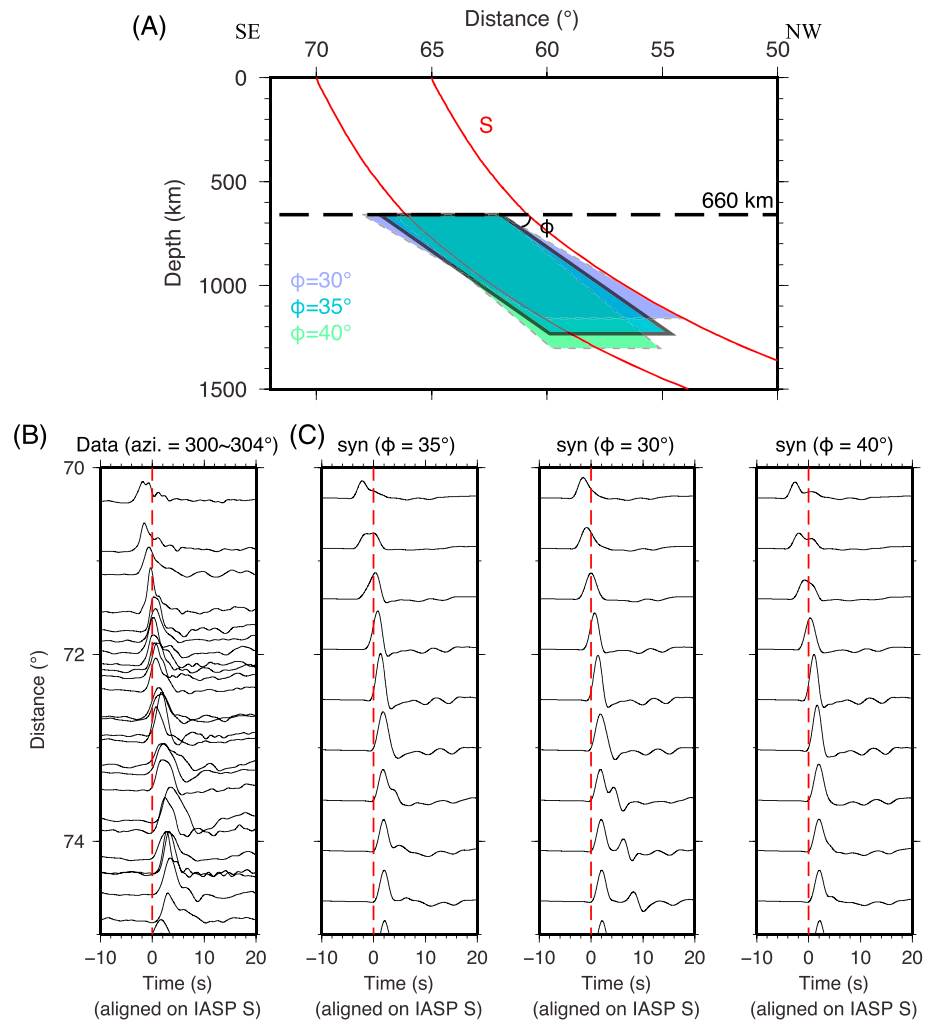 (A)
Distance (°)
SE
NW
70 65 60 55 50
0
500
1000
1500
Depth (km)
S
660 km
ϕ
ϕ=30°
ϕ=35°
ϕ=40°
(B)
Data (azi. = 300~304°)
(C)
syn (ϕ = 35°)
syn (ϕ = 30°)
syn (ϕ = 40°)
70
72
74
Distance (°)
−10 0 10 20
−10 0 10 20
−10 0 10 20
−10 0 10 20
Time (s)
(aligned on IASP S)
Time (s)
(aligned on IASP S)
Time (s)
(aligned on IASP S)
Time (s)
(aligned on IASP S)